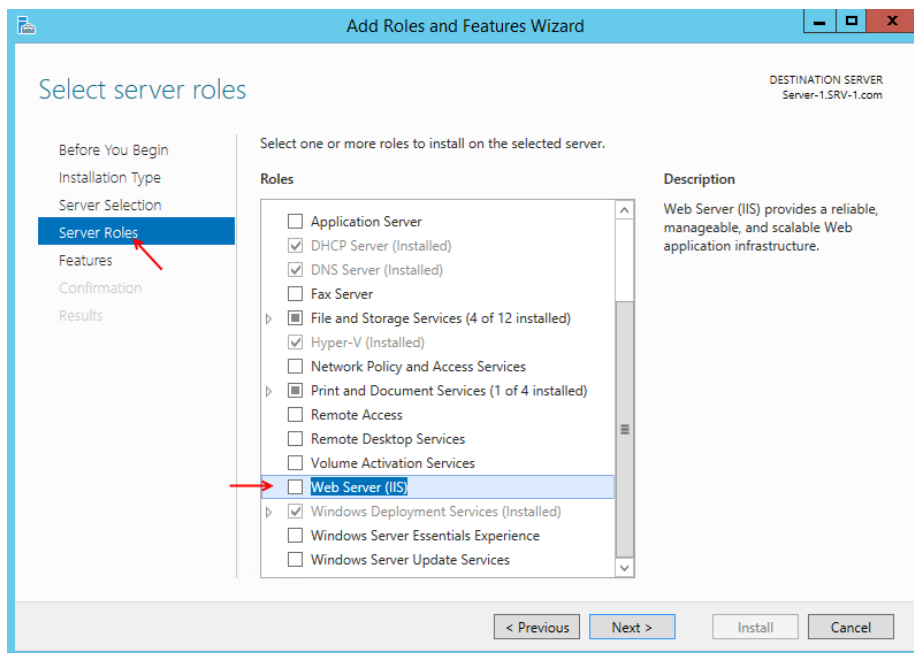 Add Roles and Features Wizard
Select server roles
DESTINATION SERVER
Server-1.SRV-1.com
Before You Begin
Installation Type
Server Selection
Server Roles
Features
Confirmation
Results
Select one or more roles to install on the selected server.
Roles
Application Server
DHCP Server (Installed)
DNS Server (Installed)
Fax Server
File and Storage Services (4 of 12 installed)
Hyper-V (Installed)
Network Policy and Access Services
Print and Document Services (1 of 4 installed)
Remote Access
Remote Desktop Services
Volume Activation Services
Web Server (IIS)
Windows Deployment Services (Installed)
Windows Server Essentials Experience
Windows Server Update Services
Description
Web Server (IIS) provides a reliable,
manageable, and scalable Web
application infrastructure.
< Previous
Next >
Install
Cancel